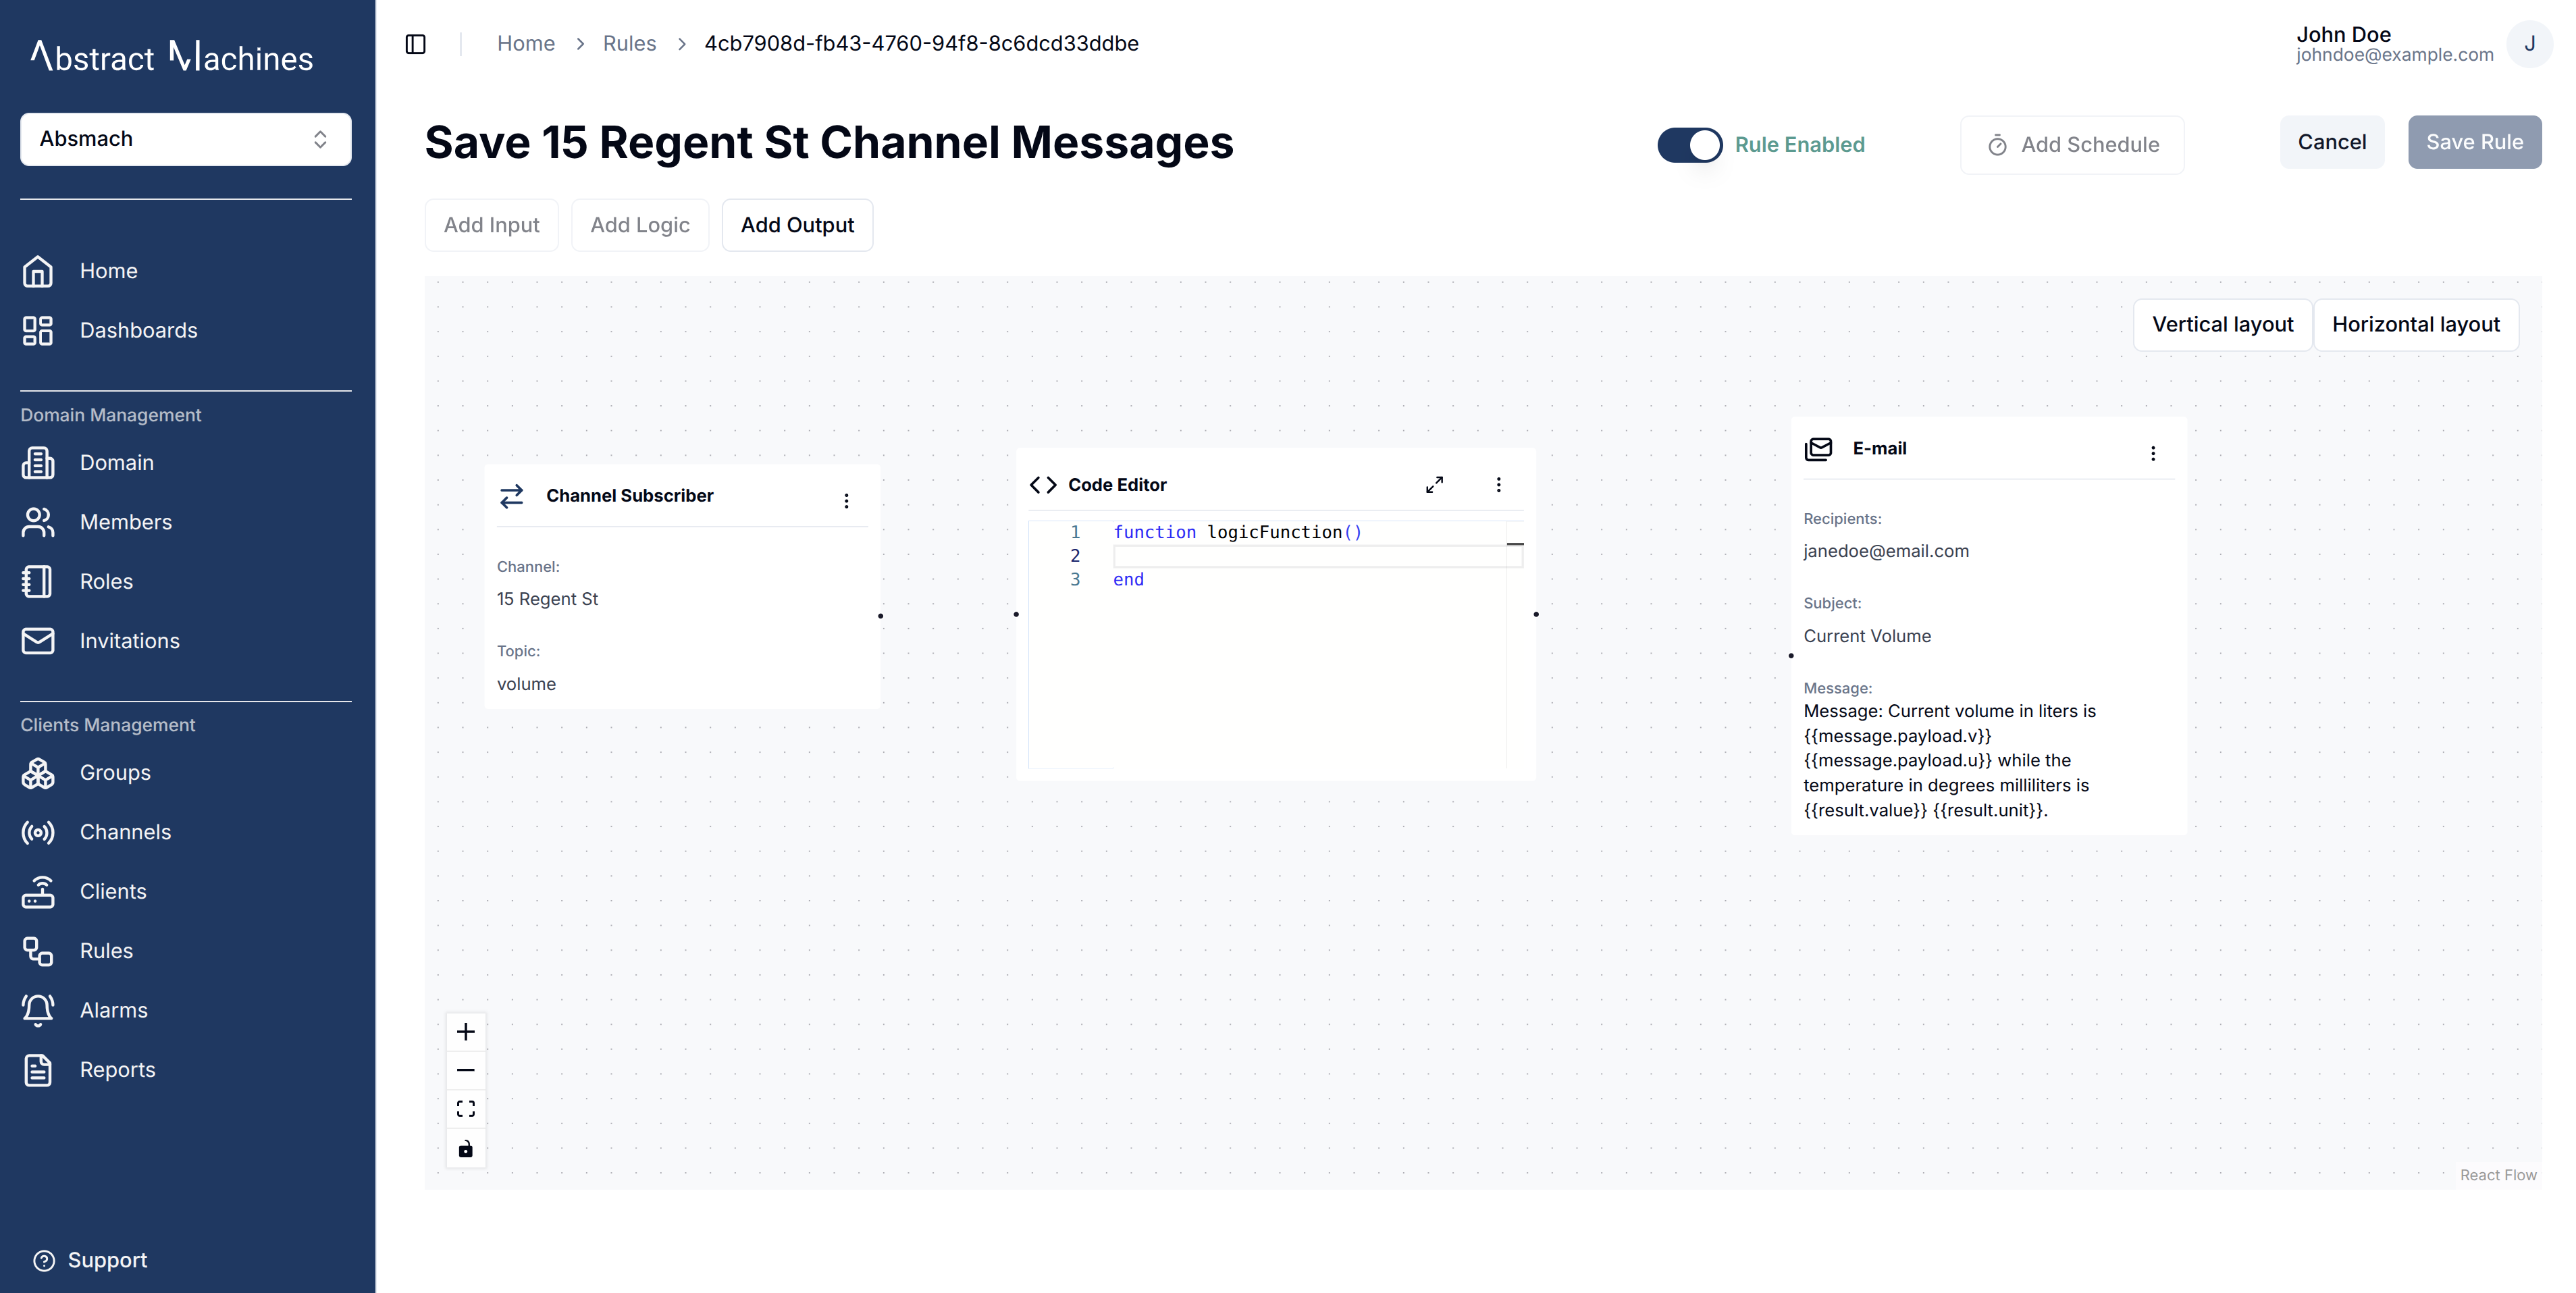 Abstract Machines
Absmach
Home
Dashboards
Domain Management
Domain
Members
Roles
Invitations
Clients Management
Groups
Channels
Clients
Rules
Alarms
Reports
Support
Home > Rules > 4cb7908d-fb43-4760-94f8-8c6dcd33ddbe
John Doe
johndoe@example.com
J
Save 15 Regent St Channel Messages
Rule Enabled
Add Schedule
Cancel
Save Rule
Add Input
Add Logic
Add Output
Vertical layout
Horizontal layout
Channel Subscriber
Channel:
15 Regent St
Topic:
volume
Code Editor
1 function logicFunction()
2
3 end
E-mail
Recipients:
janedoe@email.com
Subject:
Current Volume
Message:
Message: Current volume in liters is
{{message.payload.v}}
{{message.payload.u}} while the
temperature in degrees milliliters is
{{result.value}} {{result.unit}}.
React Flow